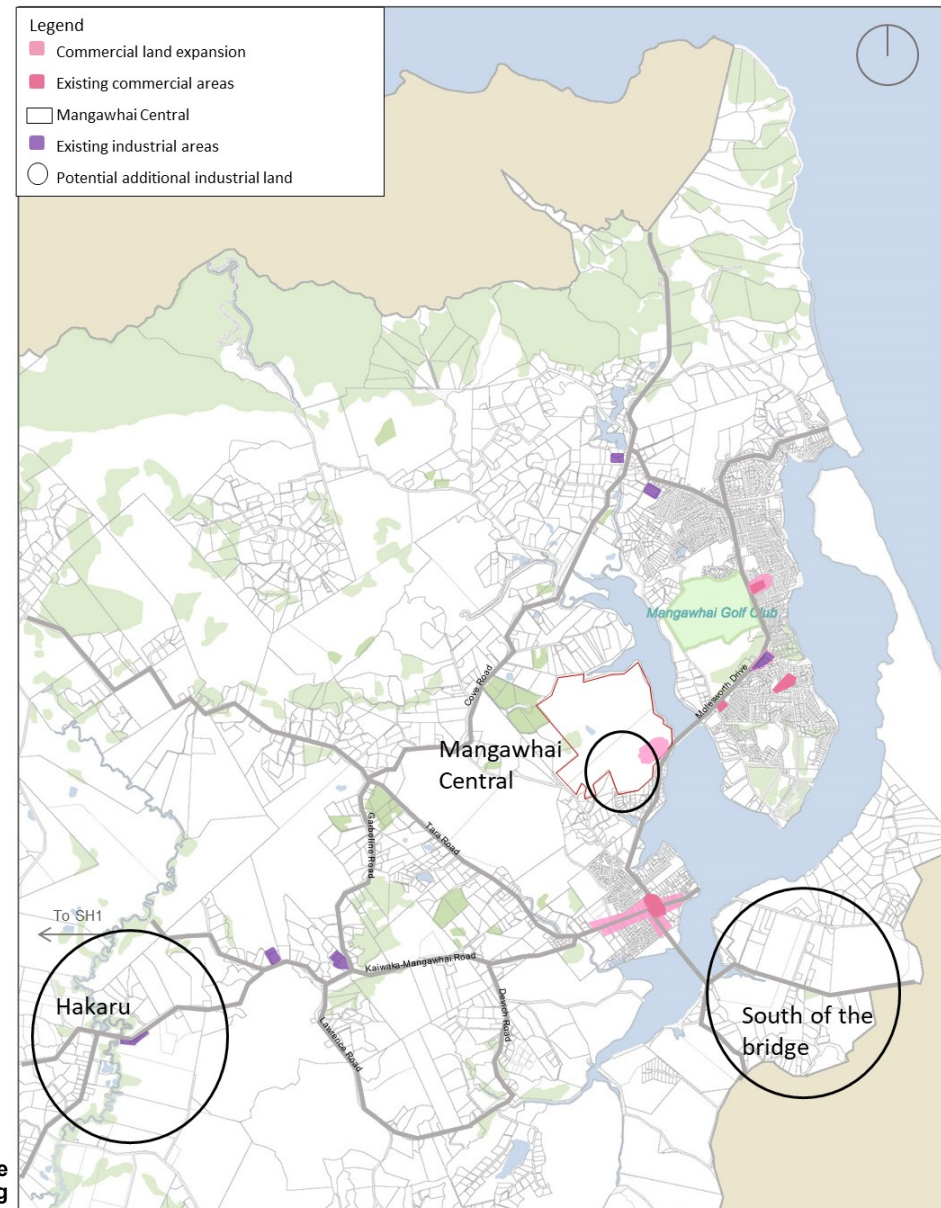 Legend
Commercial land expansion
Existing commercial areas
Mangawhai Central
Existing industrial areas
Potential additional industrial land
Mangawhai Golf Club
Molesworth Drive
Cove Road
Mangawhai
Central
Garbolino Road
Tara Road
To SH1
Kaiwaka-Mangawhai Road
Hakaru
Lawrence Road
Devich Road
South of the
bridge
e
g